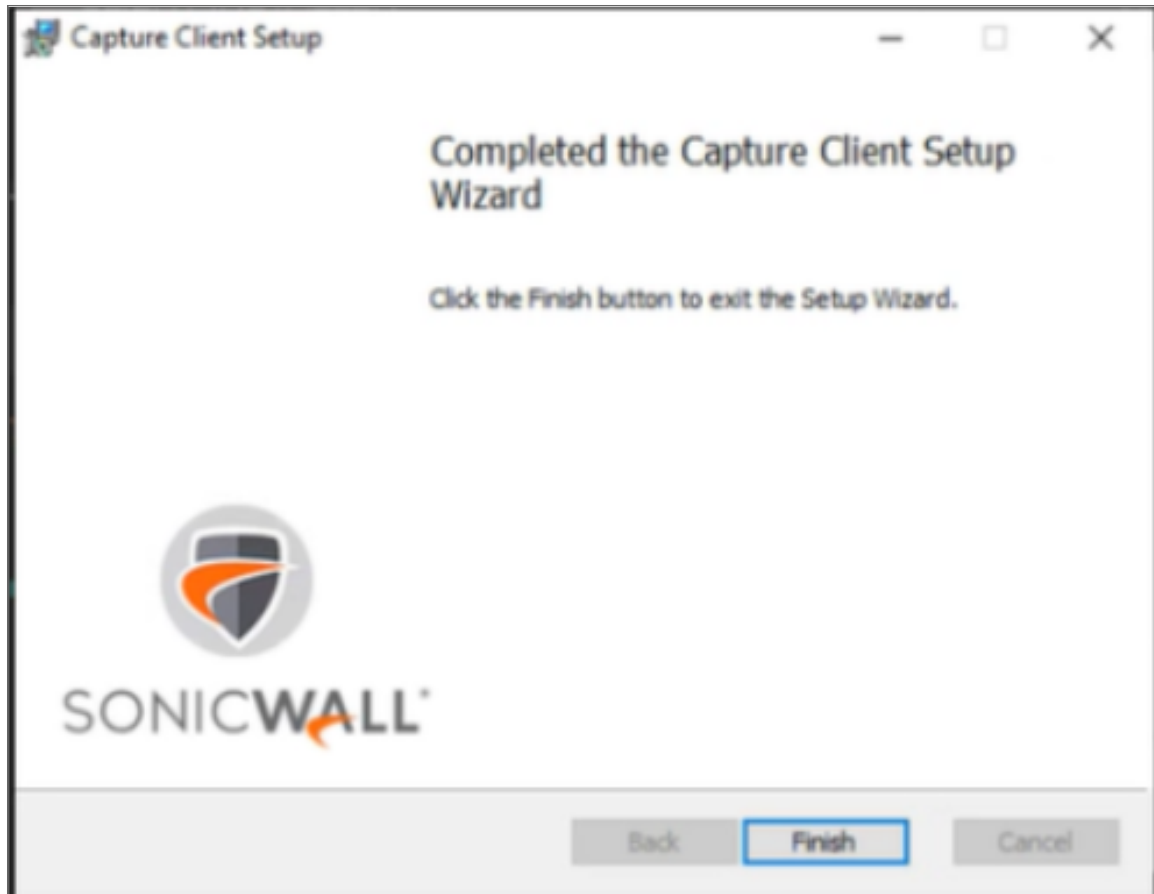 Capture Client Setup
Completed the Capture Client Setup
Wizard
Click the Finish button to exit the Setup Wizard.
SONICWALL
Back
Finish
Cancel